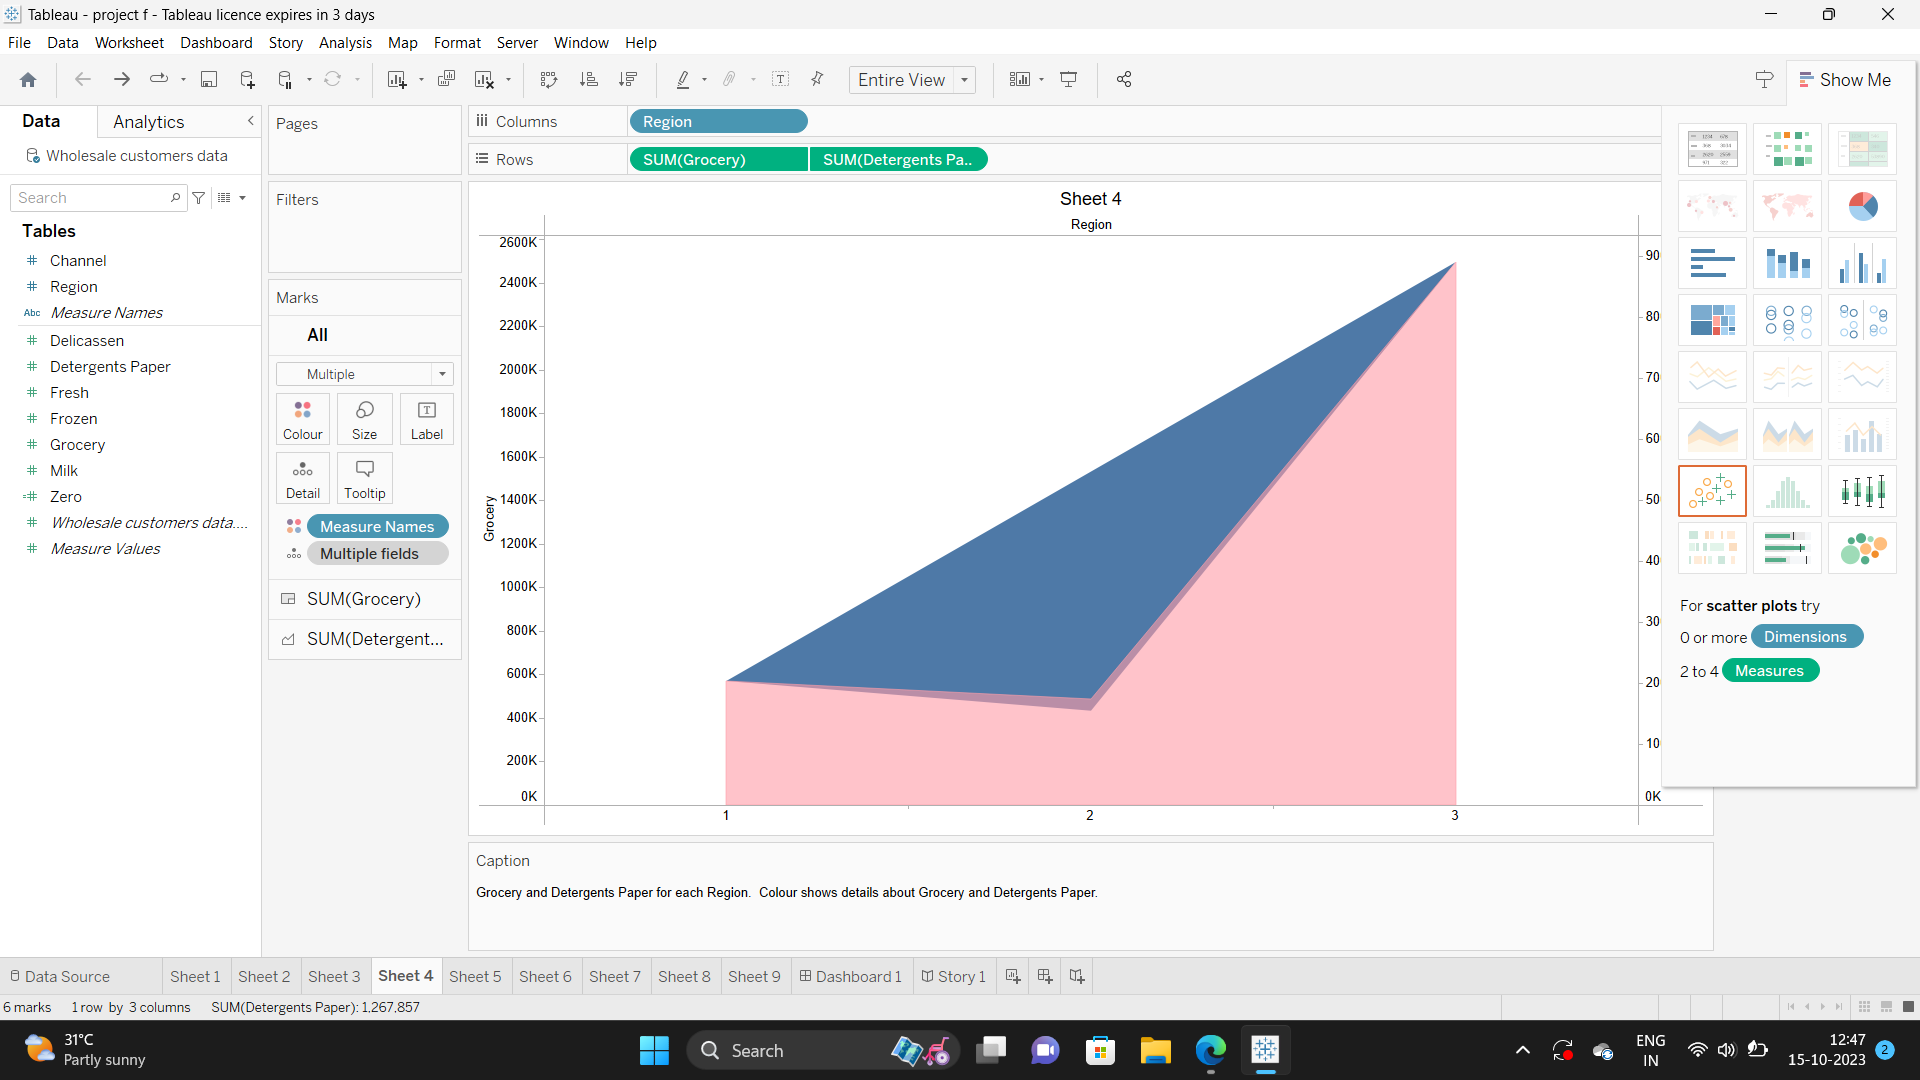 Tableau - project f - Tableau licence expires in 3 days
File Data Worksheet Dashboard Story Analysis Map Format Server Window Help
Entire View
Show Me
Data Analytics
Wholesale customers data
Search
Tables
Channel
Region
Abc Measure Names
Delicassen
Detergents Paper
Fresh
Frozen
Grocery
Milk
Zero
Wholesale customers data....
Measure Values
Pages
Filters
Marks
All
Multiple
Colour Size Label
Detail Tooltip
Measure Names
Multiple fields
SUM(Grocery)
SUM(Detergent...
Columns Region
Rows SUM(Grocery) SUM(Detergents Pa..
Sheet 4
Region
Grocery
2600K
2400K
2200K
2000K
1800K
1600K
1400K
1200K
1000K
800K
600K
400K
200K
0K
1 2 3
90
80
70
60
50
40
30
20
10
0K
For scatter plots try
0 or more Dimensions
2 to 4 Measures
Caption
Grocery and Detergents Paper for each Region. Colour shows details about Grocery and Detergents Paper.
Data Source Sheet 1 Sheet 2 Sheet 3 Sheet 4 Sheet 5 Sheet 6 Sheet 7 Sheet 8 Sheet 9 Dashboard 1 Story 1
6 marks 1 row by 3 columns SUM(Detergents Paper): 1,267,857
31°C
Partly sunny
Search
ENG
IN
12:47
15-10-2023
2